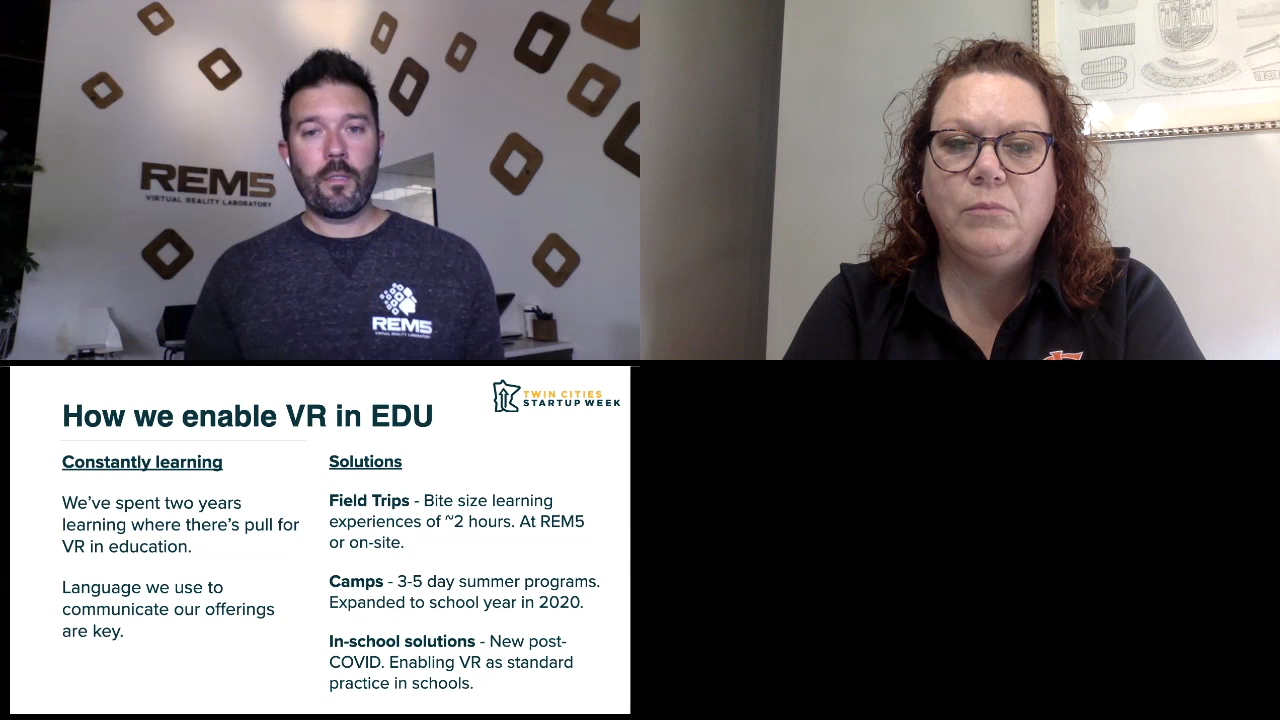 REM5
VIRTUAL REALITY LABORATORY
REM5
VIRTUAL REALITY LABORATORY
TWIN CITIES
STARTUP WEEK
How we enable VR in EDU
Constantly learning
We’ve spent two years
learning where there’s pull for
VR in education.
Language we use to
communicate our offerings
are key.
Solutions
Field Trips - Bite size learning
experiences of ~2 hours. At REM5
or on-site.
Camps - 3-5 day summer programs.
Expanded to school year in 2020.
In-school solutions - New post-
COVID. Enabling VR as standard
practice in schools.